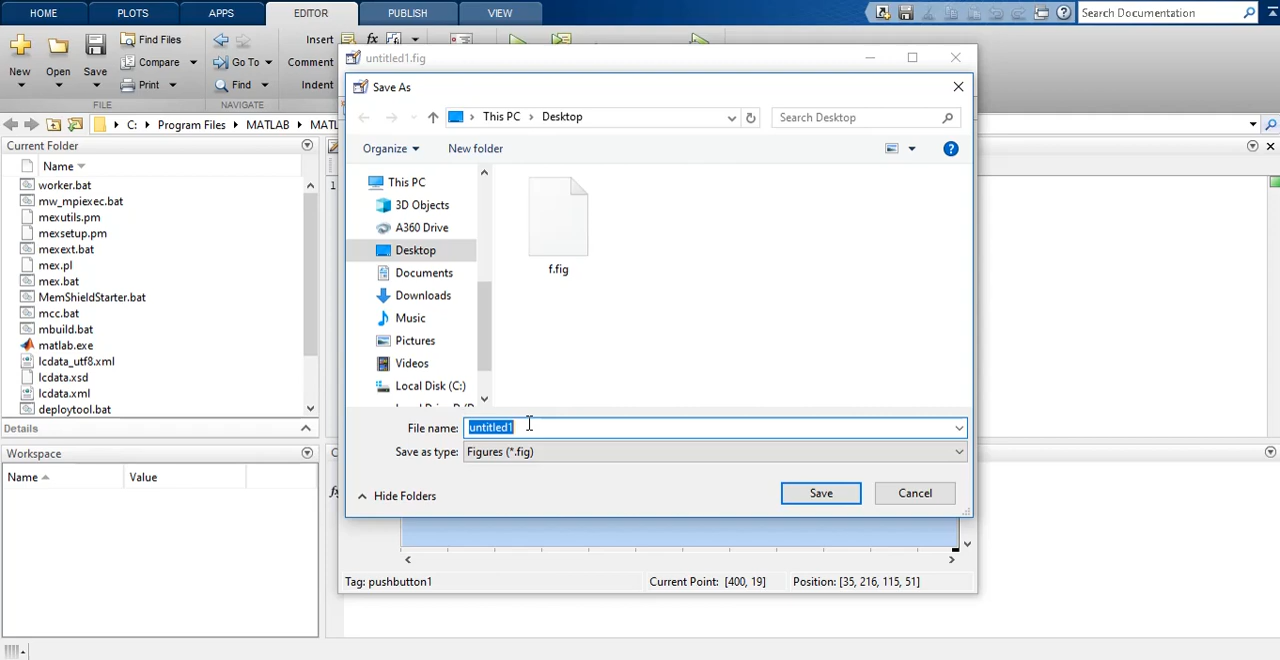 HOME PLOTS APPS EDITOR PUBLISH VIEW
Search Documentation
Find Files
Insert fx
New Open Save
Compare
Go To
Comment
Print
Find
Indent
FILE NAVIGATE
C: Program Files MATLAB MATL
Current Folder
Name
worker.bat
mw_mpiexec.bat
mexutils.pm
mexsetup.pm
mexext.bat
mex.pl
mex.bat
MemShieldStarter.bat
mcc.bat
mbuild.bat
matlab.exe
lcdata_utf8.xml
lcdata.xsd
lcdata.xml
deploytool.bat
Details
Workspace
Name Value
1
fx
untitled1.fig
Save As
This PC Desktop
Search Desktop
Organize
New folder
This PC
3D Objects
A360 Drive
Desktop
Documents
Downloads
Music
Pictures
Videos
Local Disk (C:)
f.fig
File name: untitled1
Save as type: Figures (*.fig)
Hide Folders
Save Cancel
Tag: pushbutton1
Current Point: [400, 19]
Position: [35, 216, 115, 51]